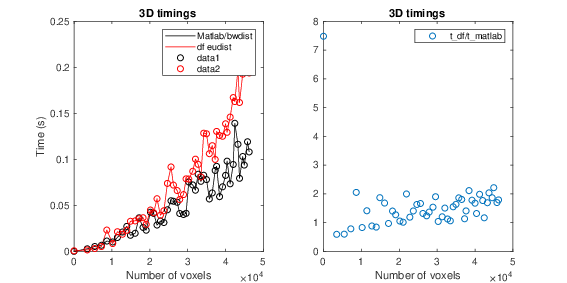 3D timings
Matlab/bwdist
df eudist
data1
data2
0.25
0.2
0.15
0.1
0.05
0
Time (s)
0 1 2 3 4 5
×10⁴
Number of voxels
3D timings
t_df/t_matlab
8
7
6
5
4
3
2
1
0
0 1 2 3 4 5
×10⁴
Number of voxels